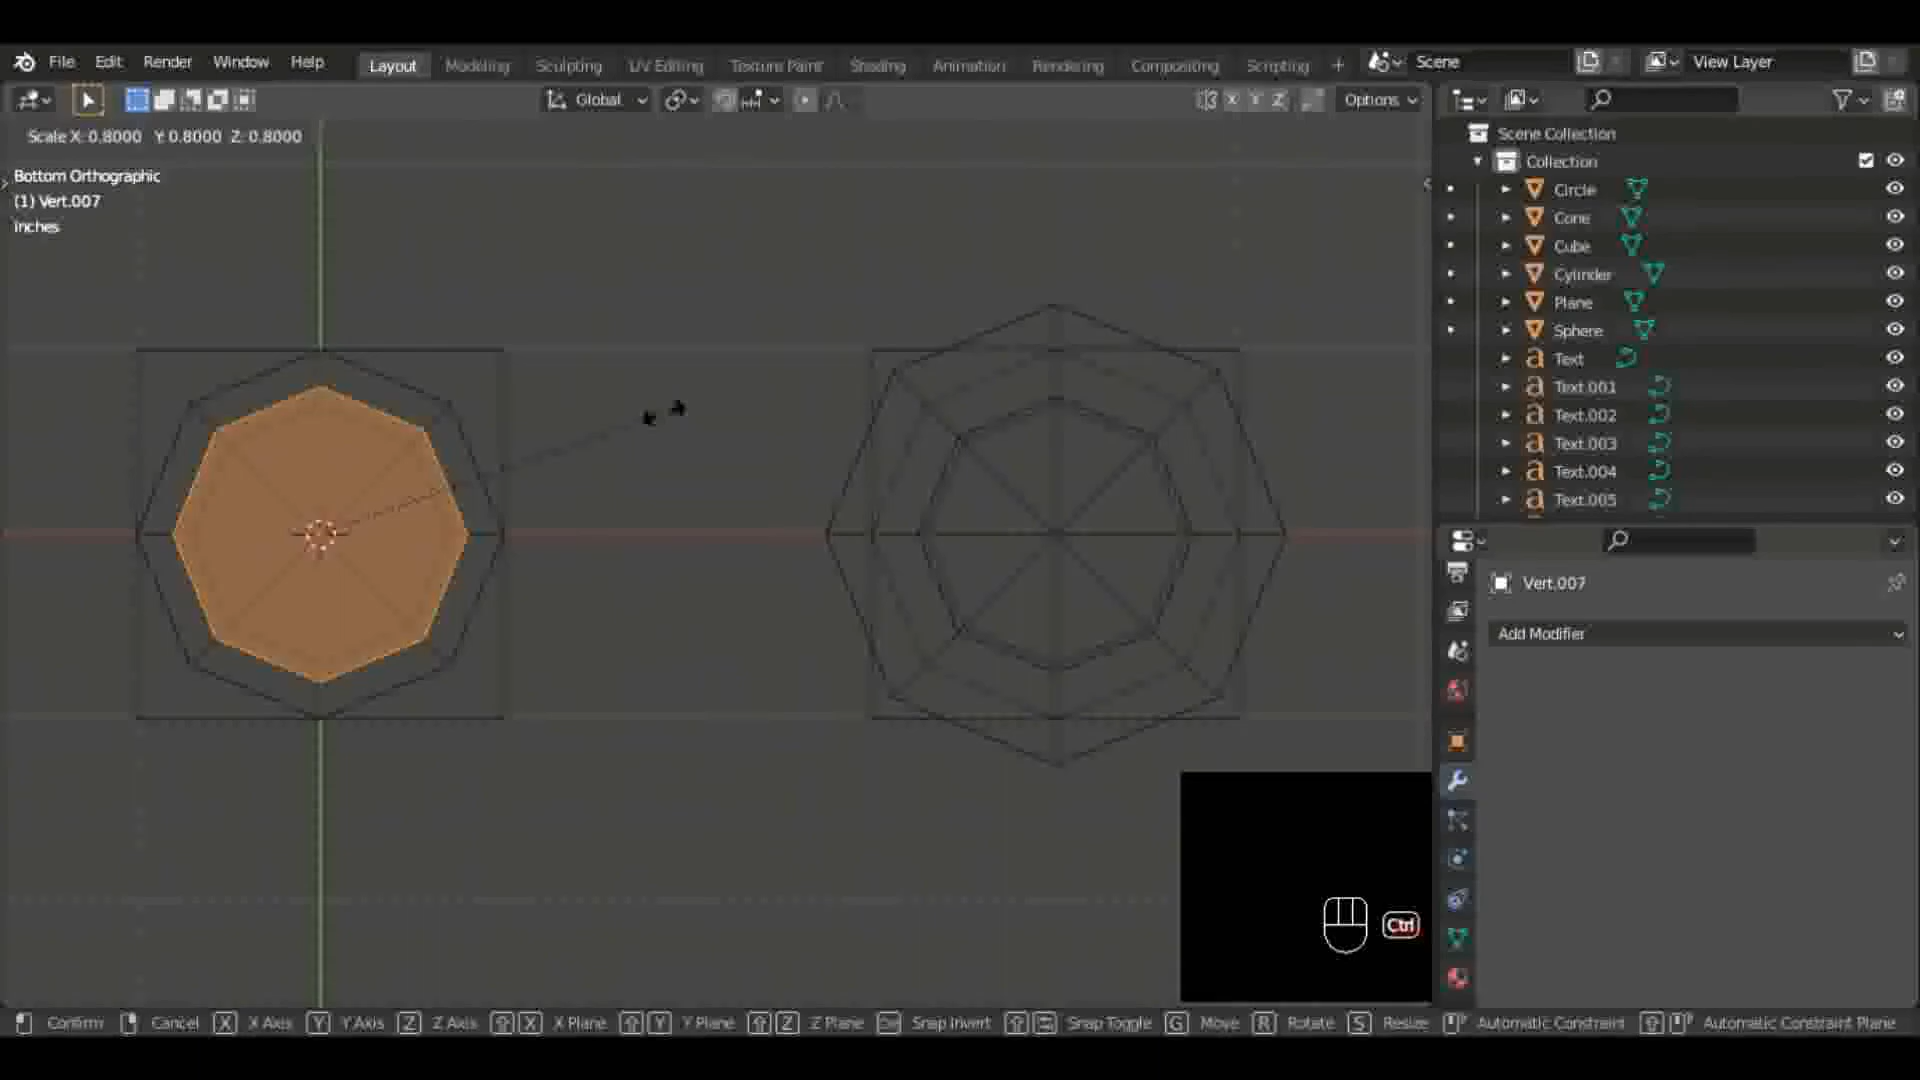 File Edit Render Window Help Layout Modeling Sculpting UV Editing Texture Paint Shading Animation Rendering Compositing Scripting + Scene View Layer
Global X Y Z Options
Scale X: 0.8000 Y: 0.8000 Z: 0.8000
Bottom Orthographic
(1) Vert.007
Inches
Scene Collection
Collection
Circle
Cone
Cube
Cylinder
Plane
Sphere
Text
Text.001
Text.002
Text.003
Text.004
Text.005
Vert.007
Add Modifier
Ctrl
Confirm Cancel X X Axis Y Y Axis Z Z Axis X X Plane Y Y Plane Z Z Plane Snap Invert Snap Toggle G Move R Rotate S Resize Automatic Constraint Automatic Constraint Plane